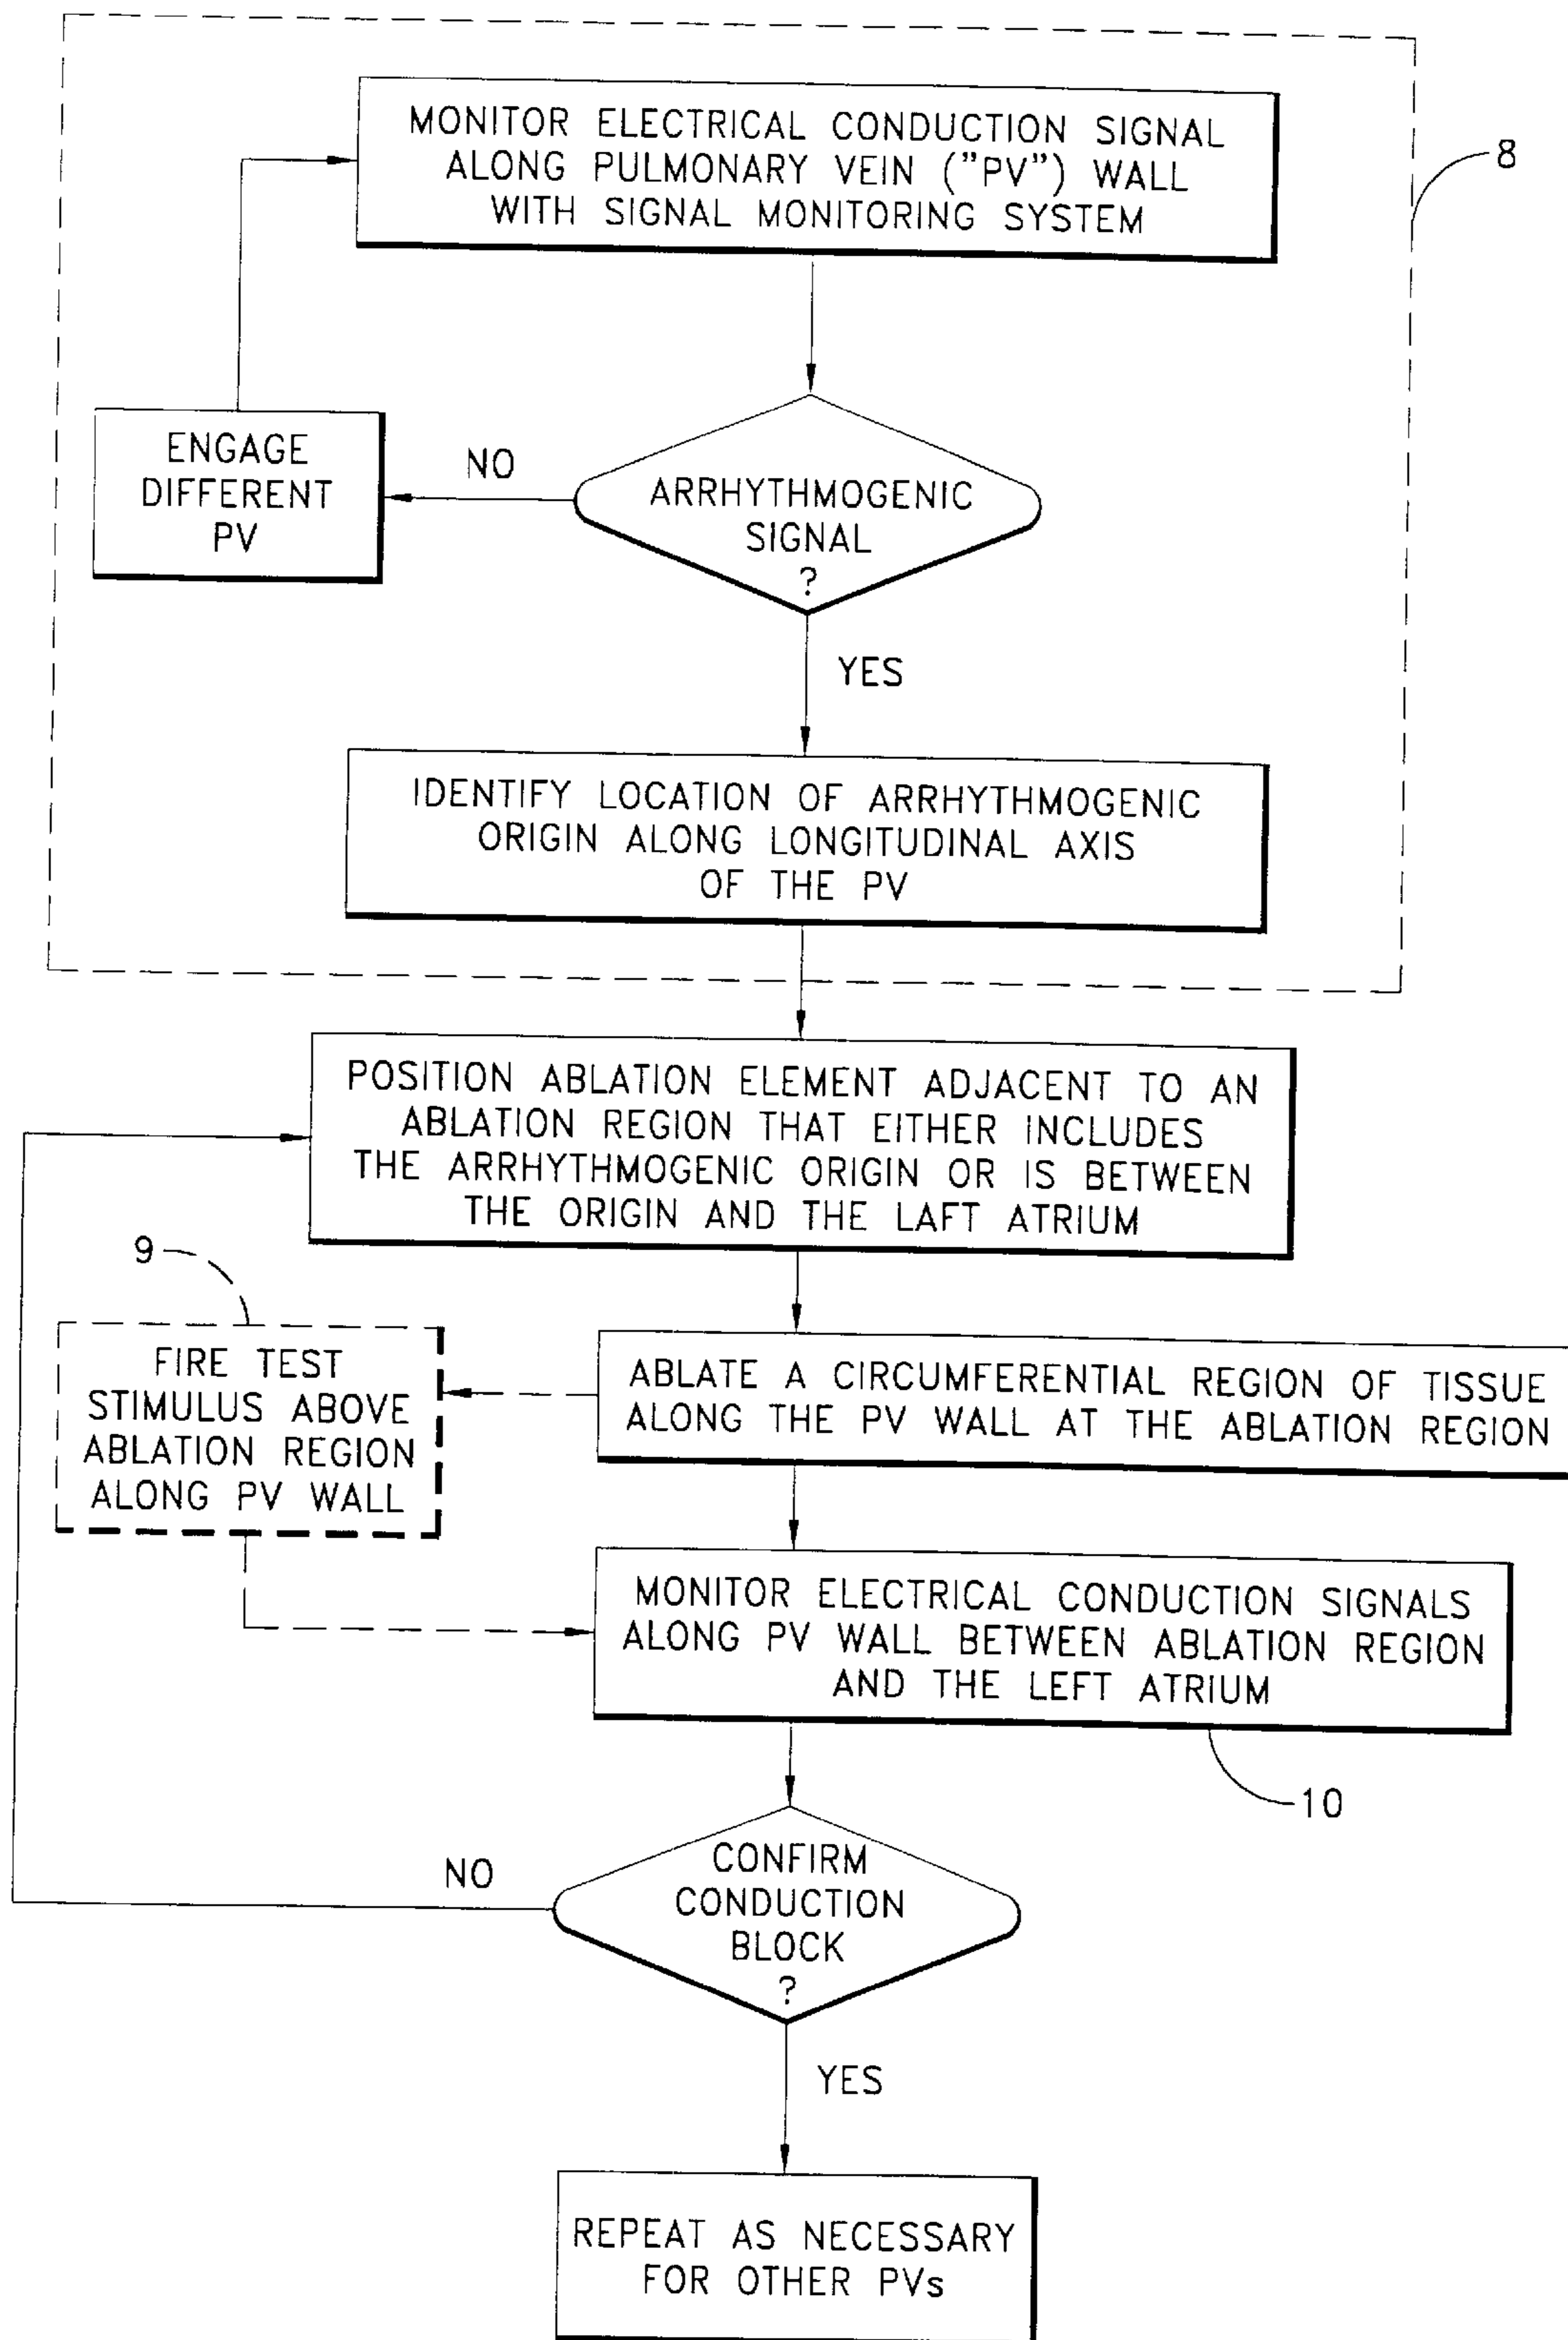 MONITOR ELECTRICAL CONDUCTION SIGNAL
ALONG PULMONARY VEIN ("PV") WALL
WITH SIGNAL MONITORING SYSTEM
8
ENGAGE
DIFFERENT
PV
NO
ARRHYTHMOGENIC
SIGNAL
?
YES
IDENTIFY LOCATION OF ARRHYTHMOGENIC
ORIGIN ALONG LONGITUDINAL AXIS
OF THE PV
POSITION ABLATION ELEMENT ADJACENT TO AN
ABLATION REGION THAT EITHER INCLUDES
THE ARRHYTHMOGENIC ORIGIN OR IS BETWEEN
THE ORIGIN AND THE LAFT ATRIUM
9
FIRE TEST
STIMULUS ABOVE
ABLATION REGION
ALONG PV WALL
ABLATE A CIRCUMFERENTIAL REGION OF TISSUE
ALONG THE PV WALL AT THE ABLATION REGION
MONITOR ELECTRICAL CONDUCTION SIGNALS
ALONG PV WALL BETWEEN ABLATION REGION
AND THE LEFT ATRIUM
10
NO
CONFIRM
CONDUCTION
BLOCK
?
YES
REPEAT AS NECESSARY
FOR OTHER PVs